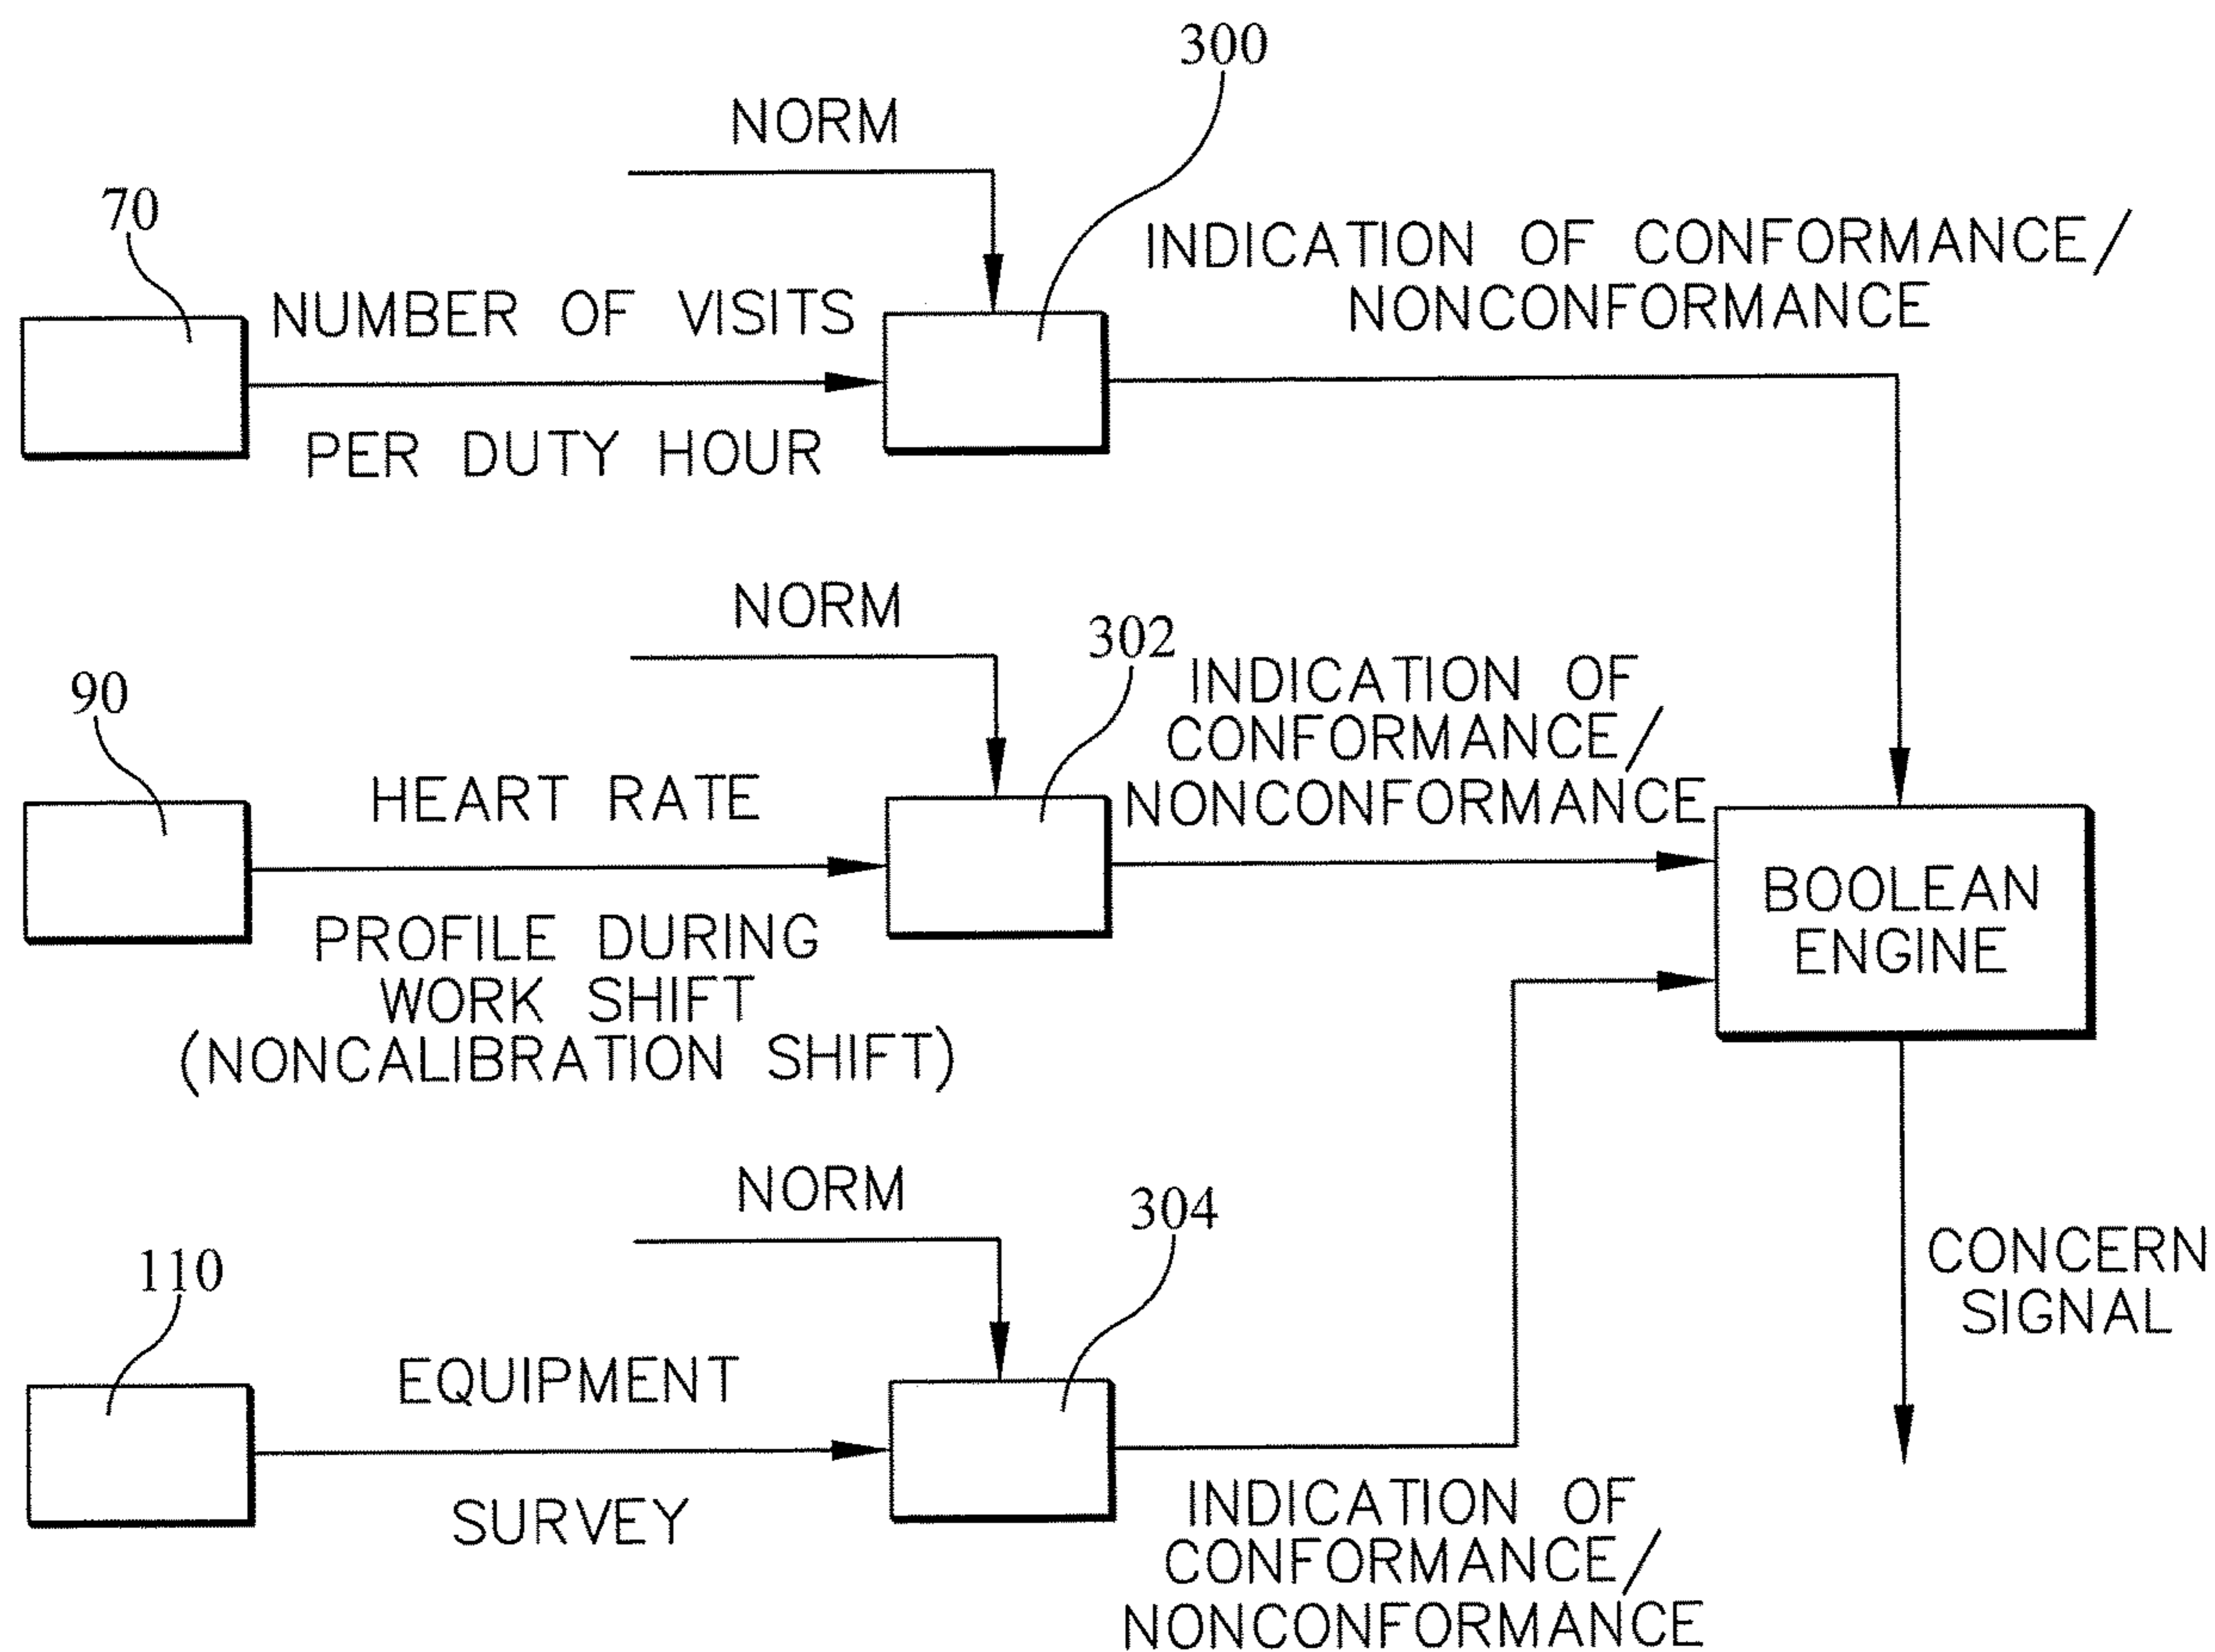 300
NORM
70
INDICATION OF CONFORMANCE/
NONCONFORMANCE
NUMBER OF VISITS
PER DUTY HOUR
NORM
302
90
INDICATION OF
CONFORMANCE/
NONCONFORMANCE
HEART RATE
PROFILE DURING
WORK SHIFT
(NONCALIBRATION SHIFT)
BOOLEAN
ENGINE
NORM
304
110
CONCERN
SIGNAL
EQUIPMENT
SURVEY
INDICATION OF
CONFORMANCE/
NONCONFORMANCE